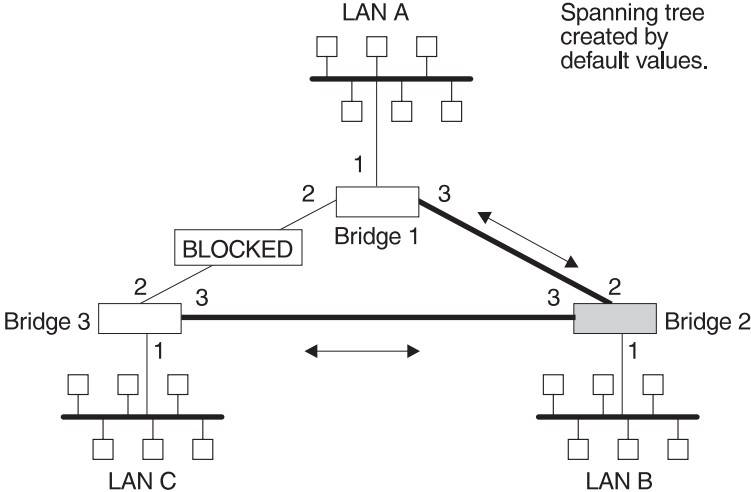 LAN A
Spanning tree
created by
default values.
1
2
3
Bridge 1
BLOCKED
2
3
3
2
Bridge 3
Bridge 2
1
1
LAN C
LAN B